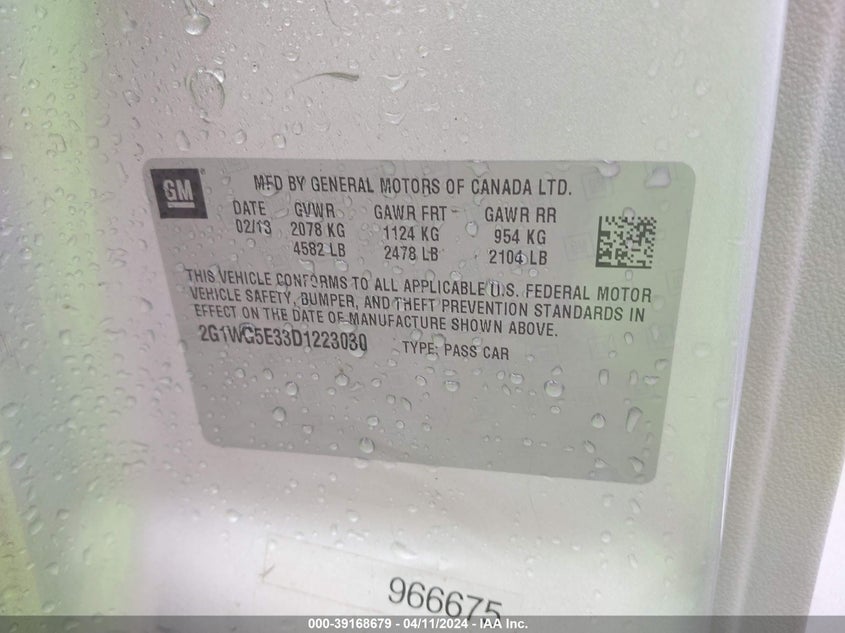 GM
MFD BY GENERAL MOTORS OF CANADA LTD.
DATE GVWR GAWR FRT GAWR RR
02/13 2078 KG 1124 KG 954 KG
4582 LB 2478 LB 2104 LB
THIS VEHICLE CONFORMS TO ALL APPLICABLE U.S. FEDERAL MOTOR
VEHICLE SAFETY, BUMPER, AND THEFT PREVENTION STANDARDS IN
EFFECT ON THE DATE OF MANUFACTURE SHOWN ABOVE.
2G1WG5E33D1223030 TYPE: PASS CAR
966675
000-39168679 - 04/11/2024 - IAA Inc.